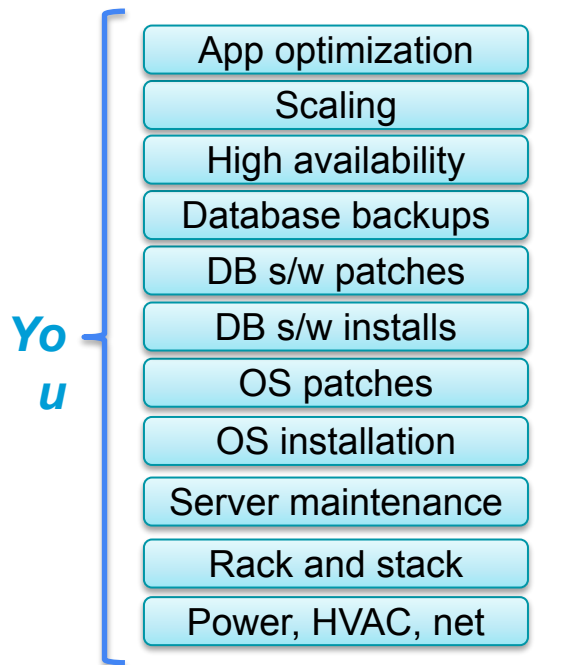 App optimization
Scaling
High availability
Database backups
DB s/w patches
DB s/w installs
Yo
u
OS patches
OS installation
Server maintenance
Rack and stack
Power, HVAC, net